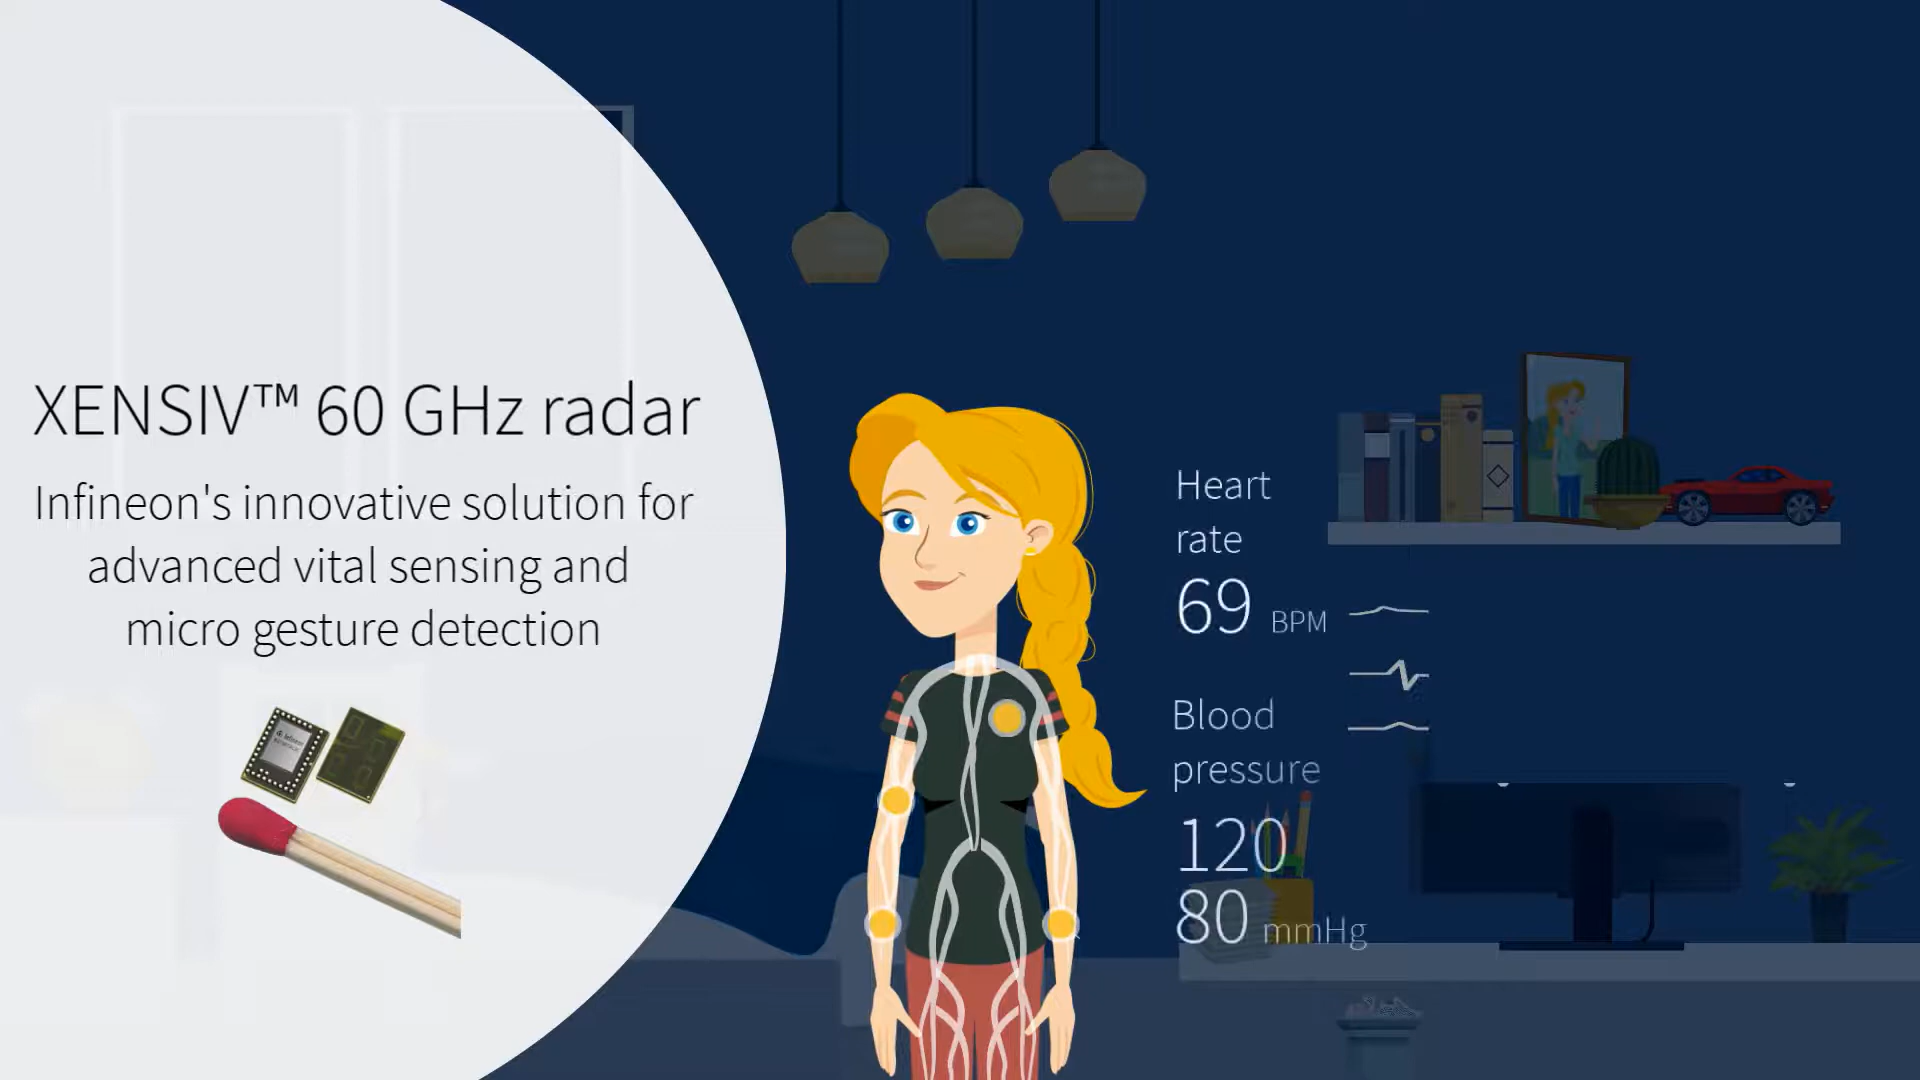 XENSIV™ 60 GHz radar
Infineon's innovative solution for
advanced vital sensing and
micro gesture detection
Heart
rate
69 BPM
Blood
pressure
120
80 mmHg